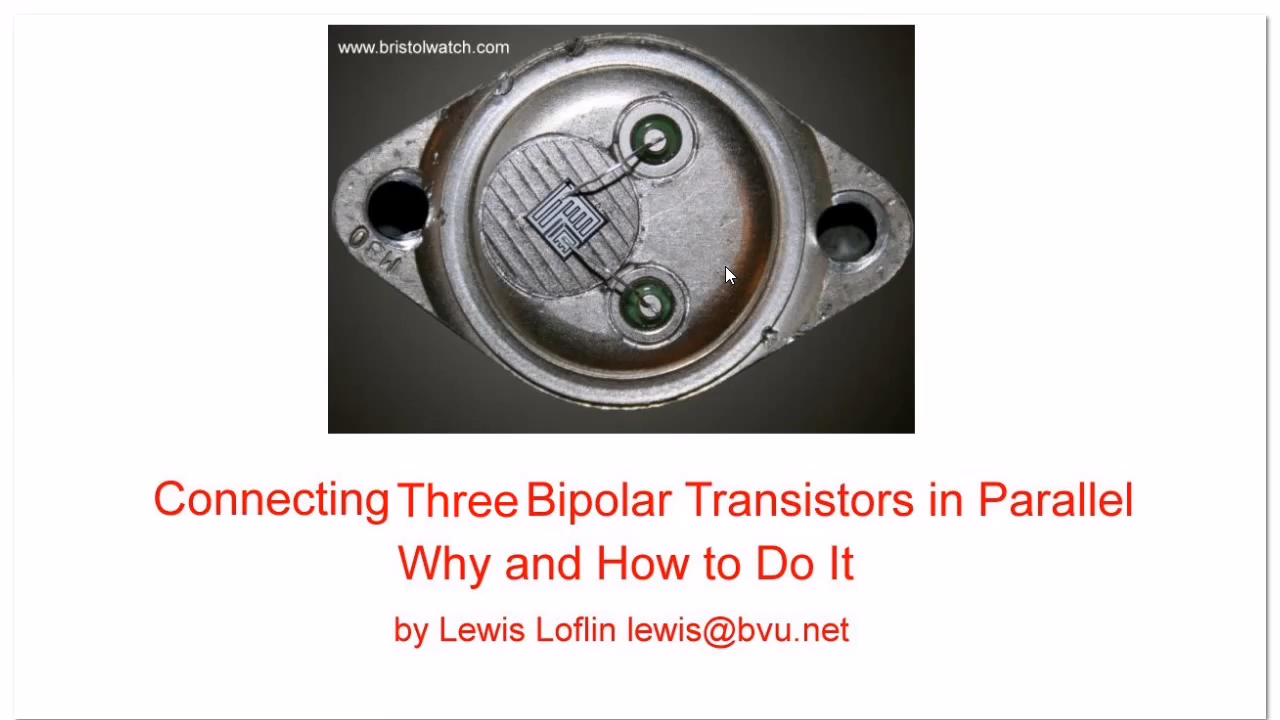 www.bristolwatch.com
Connecting Three Bipolar Transistors in Parallel
Why and How to Do It
by Lewis Loflin lewis@bvu.net